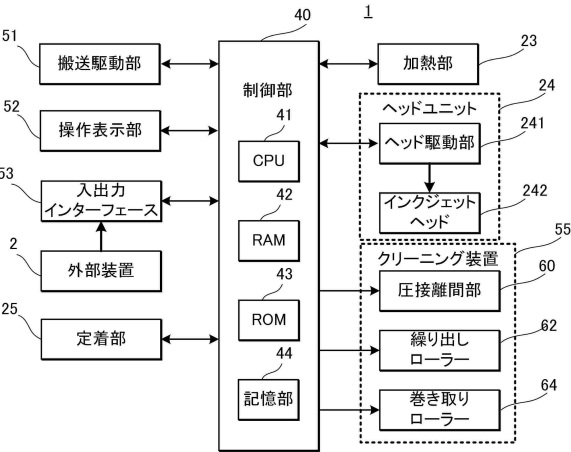 1
40
51
搬送駆動部
52
操作表示部
53
入出力
インターフェース
2
外部装置
25
定着部
制御部
41
CPU
42
RAM
43
ROM
44
記憶部
23
加熱部
24
ヘッドユニット
241
ヘッド駆動部
242
インクジェット
ヘッド
55
クリーニング装置
60
圧接離間部
62
繰り出し
ローラー
64
巻き取り
ローラー